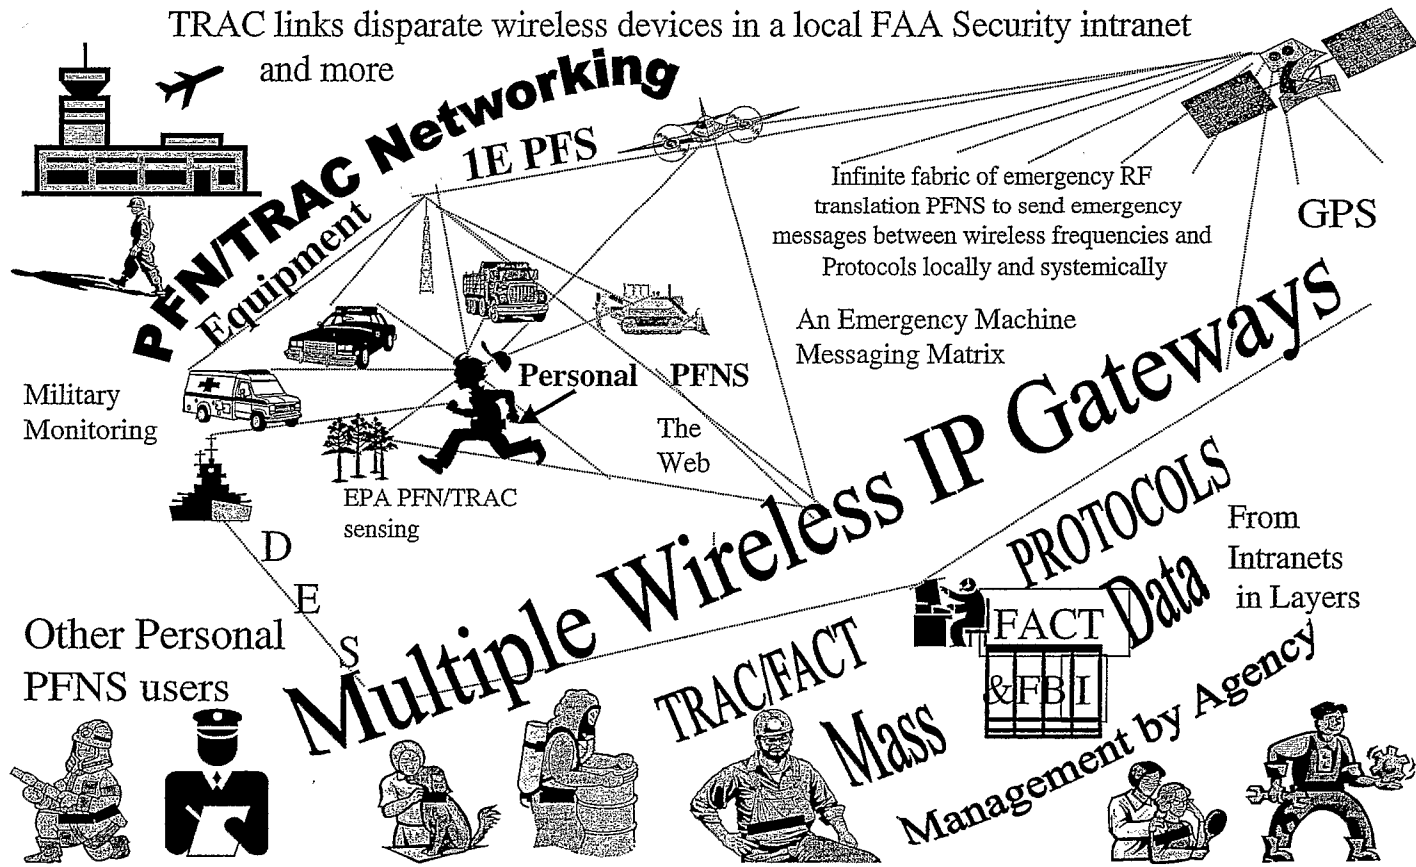 TRAC links disparate wireless devices in a local FAA Security intranet
and more
PFN/TRAC Networking
Equipment
1E PFS
Infinite fabric of emergency RF
translation PFNS to send emergency
messages between wireless frequencies and
Protocols locally and systemically
GPS
An Emergency Machine
Messaging Matrix
Personal PFNS
Military
Monitoring
The
Web
EPA PFN/TRAC
sensing
D
E
S
Multiple Wireless IP Gateways
Other Personal
PFNS users
PROTOCOLS
Data
From
Intranets
in Layers
FACT
&FBI
TRAC/FACT
Mass
Management by Agency